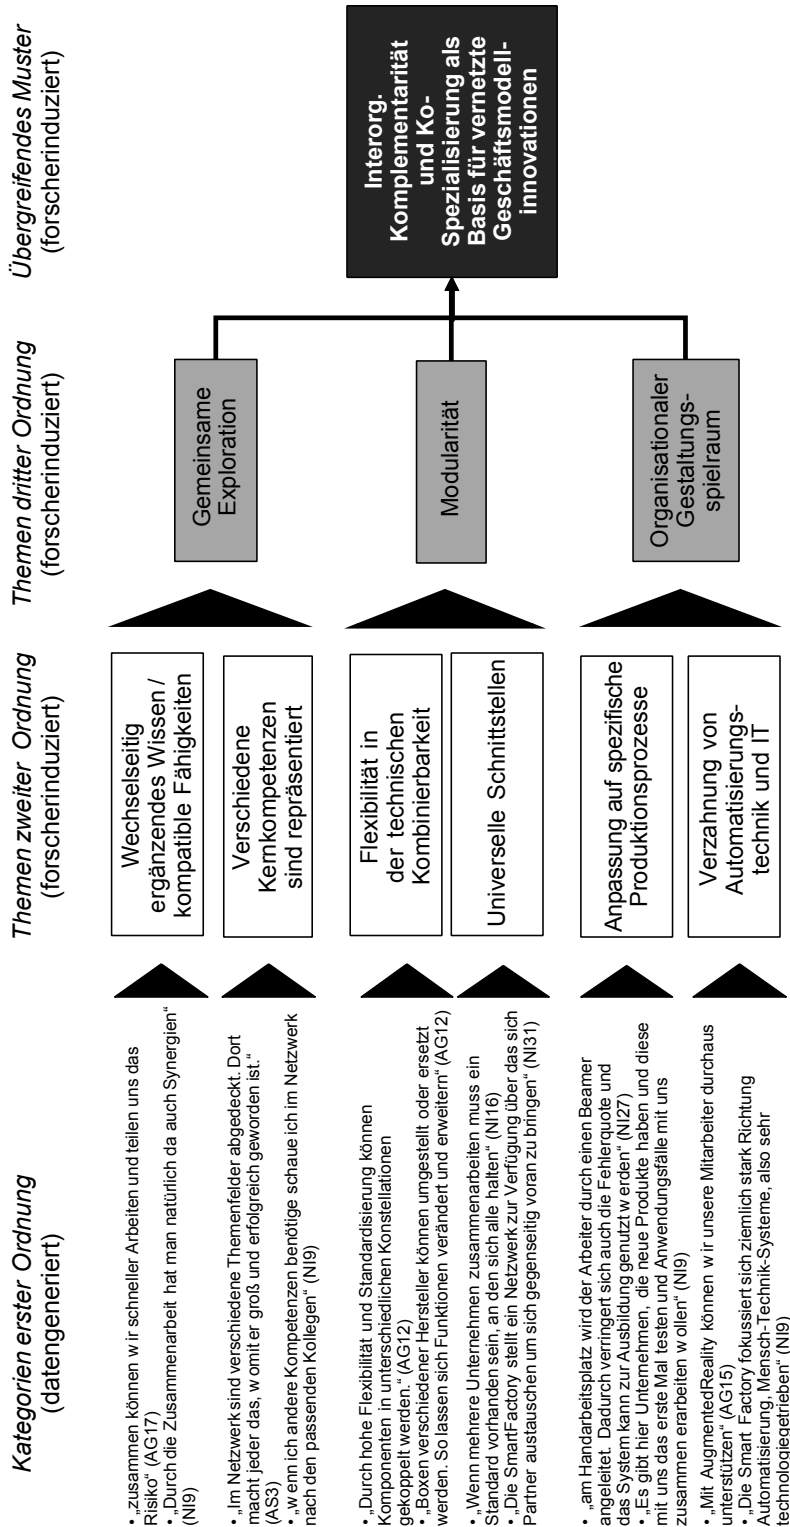 Kategorien erster Ordnung
(datengeneriert)
Themen zweiter Ordnung
(forscherinduziert)
Themen dritter Ordnung
(forscherinduziert)
Übergreifendes Muster
(forscherinduziert)
• „zusammen können wir schneller Arbeiten und teilen uns das
Risiko“ (AG17)
• „Durch die Zusammenarbeit hat man natürlich da auch Synergien“
(NI9)
• „Im Netzwerk sind verschiedene Themenfelder abgedeckt. Dort
macht jeder das, womit er groß und erfolgreich geworden ist.“
(AS3)
• „wenn ich andere Kompetenzen benötige schaue ich im Netzwerk
nach den passenden Kollegen“ (NI9)
• „Durch hohe Flexibilität und Standardisierung können
Komponenten in unterschiedlichen Konstellationen
gekoppelt werden.“ (AG12)
• „Boxen verschiedener Hersteller können umgestellt oder ersetzt
werden. So lassen sich Funktionen verändert und erweitern“ (AG12)
• „Wenn mehrere Unternehmen zusammenarbeiten muss ein
Standard vorhanden sein, an den sich alle halten“ (NI16)
• „Die SmartFactory stellt ein Netzwerk zur Verfügung über das sich
Partner austauschen um sich gegenseitig voran zu bringen“ (NI31)
• „am Handarbeitsplatz wird der Arbeiter durch einen Beamer
angeleitet. Dadurch verringert sich auch die Fehlerquote und
das System kann zur Ausbildung genutzt werden“ (NI27)
• „Es gibt hier Unternehmen, die neue Produkte haben und diese
mit uns das erste Mal testen und Anwendungsfälle mit uns
zusammen erarbeiten wollen“ (NI9)
• „Mit AugmentedReality können wir unsere Mitarbeiter durchaus
unterstützen“ (AG15)
• „Die Smart Factory fokussiert sich ziemlich stark Richtung
Automatisierung, Mensch-Technik-Systeme, also sehr
technologiegetrieben“ (NI9)
Wechselseitig
ergänzendes Wissen /
kompatible Fähigkeiten
Verschiedene
Kernkompetenzen
sind repräsentiert
Flexibilität in
der technischen
Kombinierbarkeit
Universelle Schnittstellen
Anpassung auf spezifische
Produktionsprozesse
Verzahnung von
Automatisierungs-
technik und IT
Gemeinsame
Exploration
Modularität
Organisationaler
Gestaltungs-
spielraum
Interorg.
Komplementarität
und Ko-
Spezialisierung als
Basis für vernetzte
Geschäftsmodell-
innovationen